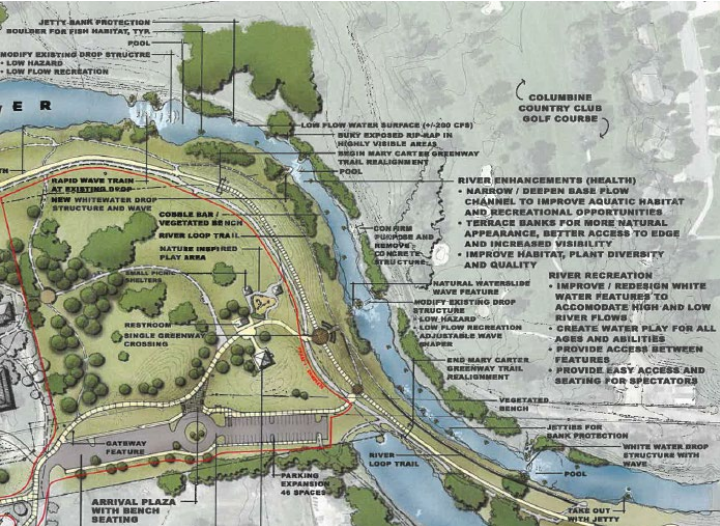 JETTY BANK PROTECTION
BOULDER FOR FISH HABITAT, TYP.
POOL
MODIFY EXISTING DROP STRUCTRE
• LOW HAZARD
• LOW FLOW RECREATION
ER
RAPID WAVE TRAIN
AT EXISTING DROP
NEW WHITEWATER DROP
STRUCTURE AND WAVE
COBBLE BAR /
VEGETATED BENCH
RIVER LOOP TRAIL
NATURE INSPIRED
PLAY AREA
SMALL PICNIC
SHELTERS
RESTROOM
SINGLE GREENWAY
CROSSING
GATEWAY
FEATURE
ARRIVAL PLAZA
WITH BENCH
SEATING
PARKING
EXPANSION
46 SPACES
LOW FLOW WATER SURFACE (+/-200 CFS)
BURY EXPOSED RIP-RAP IN
HIGHLY VISIBLE AREAS
BEGIN MARY CARTER GREENWAY
TRAIL REALIGNMENT
POOL
CONFIRM
PURPOSE AND
REMOVE
CONCRETE
STRUCTURE
NATURAL WATERSLIDE
WAVE FEATURE
MODIFY EXISTING DROP
STRUCTURE
• LOW HAZARD
• LOW FLOW RECREATION
ADJUSTABLE WAVE
SHAPER
END MARY CARTER
GREENWAY TRAIL
REALIGNMENT
VEGETATED
BENCH
JETTIES FOR
BANK PROTECTION
WHITE WATER DROP
STRUCTURE WITH
WAVE
RIVER
LOOP TRAIL
POOL
TAKE OUT
WITH JETTY
COLUMBINE
COUNTRY CLUB
GOLF COURSE
RIVER ENHANCEMENTS (HEALTH)
• NARROW / DEEPEN BASE FLOW
CHANNEL TO IMPROVE AQUATIC HABITAT
AND RECREATIONAL OPPORTUNITIES
• TERRACE BANKS FOR MORE NATURAL
APPEARANCE, BETTER ACCESS TO EDGE
AND INCREASED VISIBILITY
• IMPROVE HABITAT, PLANT DIVERSITY
AND QUALITY
RIVER RECREATION
• IMPROVE / REDESIGN WHITE
WATER FEATURES TO
ACCOMODATE HIGH AND LOW
RIVER FLOWS
• CREATE WATER PLAY FOR ALL
AGES AND ABILITIES
• PROVIDE ACCESS BETWEEN
FEATURES
• PROVIDE EASY ACCESS AND
SEATING FOR SPECTATORS